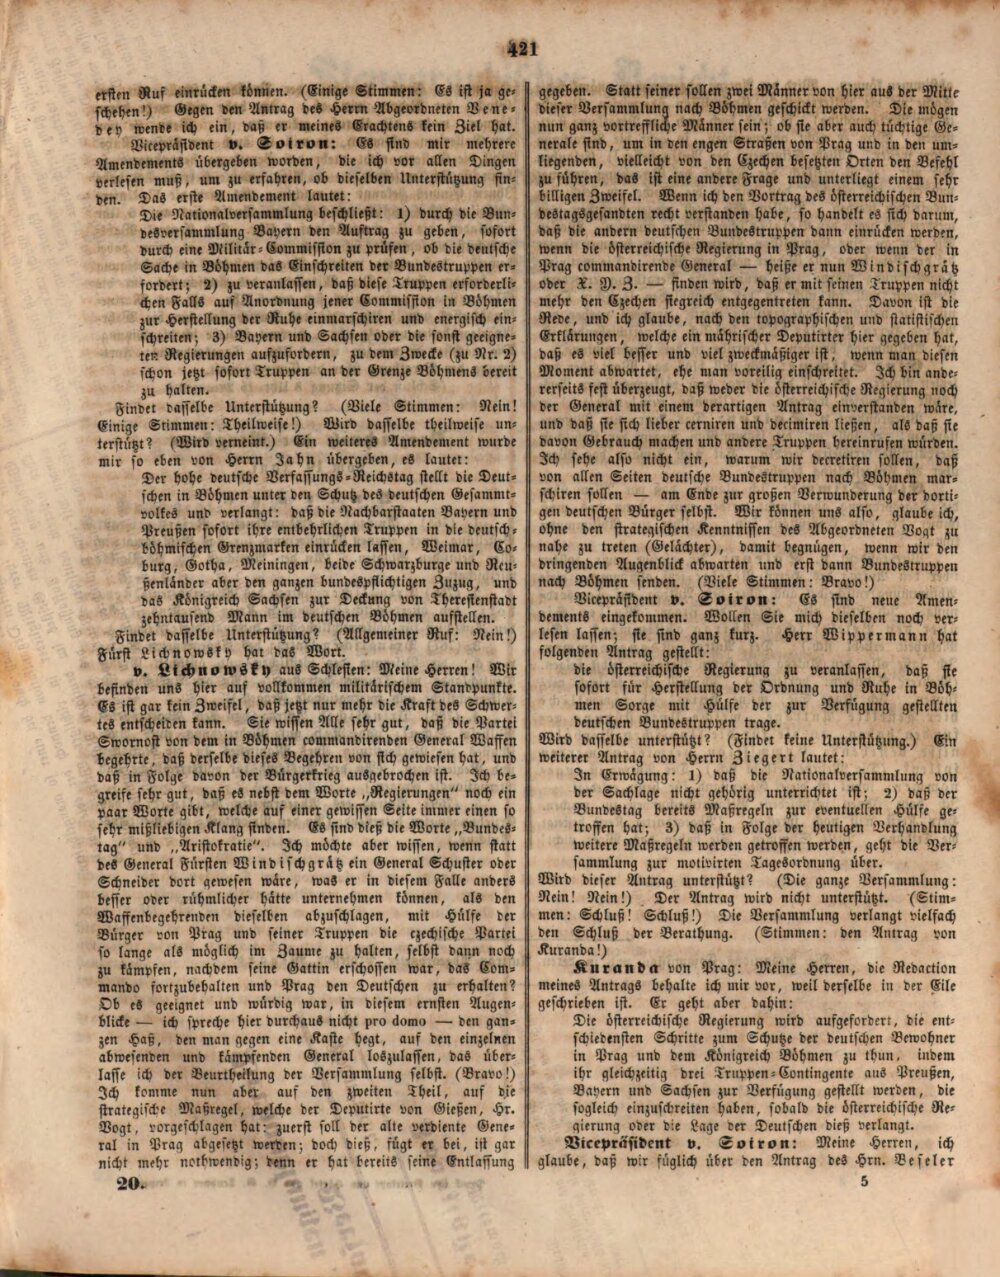 421
ersten Ruf einrücken können. (Einige Stimmen: Es ist ja ge-
schehen!) Gegen den Antrag des Herrn Abgeordneten Vene-
dey wende ich ein, daß er meines Erachtens kein Ziel hat.
Vicepräsident v. Soiron: Es sind mir mehrere
Amendements übergeben worden, die ich vor allen Dingen
verlesen muß, um zu erfahren, ob dieselben Unterstützung fin-
den. Das erste Amendement lautet:
Die Nationalversammlung beschließt: 1) durch die Bun-
desversammlung Bayern den Auftrag zu geben, sofort
durch eine Militär-Commission zu prüfen, ob die deutsche
Sache in Böhmen das Einschreiten der Bundestruppen er-
fordert; 2) zu veranlassen, daß diese Truppen erforderli-
chen Falls auf Anordnung jener Commission in Böhmen
zur Herstellung der Ruhe einmarschiren und energisch ein-
schreiten; 3) Bayern und Sachsen oder die sonst geeigne-
ten Regierungen aufzufordern, zu dem Zwecke (zu Nr. 2)
schon jetzt sofort Truppen an der Grenze Böhmens bereit
zu halten.
Findet dasselbe Unterstützung? (Viele Stimmen: Nein!
Einige Stimmen: Theilweise!) Wird dasselbe theilweise un-
terstützt? (Wird verneint.) Ein weiteres Amendement wurde
mir so eben von Herrn Jahn übergeben, es lautet:
Der hohe deutsche Verfassungs-Reichstag stellt die Deut-
schen in Böhmen unter den Schutz des deutschen Gesammt-
volkes und verlangt: daß die Nachbarstaaten Bayern und
Preußen sofort ihre entbehrlichen Truppen in die deutsch-
böhmischen Grenzmarken einrücken lassen, Weimar, Co-
burg, Gotha, Meiningen, beide Schwarzburge und Reu-
ßenländer aber den ganzen bundespflichtigen Zuzug, und
das Königreich Sachsen zur Deckung von Theresienstadt
zehntausend Mann im deutschen Böhmen aufstellen.
Findet dasselbe Unterstützung? (Allgemeiner Ruf: Nein!)
Fürst Lichnowsky hat das Wort.
v. Lichnowsky aus Schlesien: Meine Herren! Wir
befinden uns hier auf vollkommen militärischem Standpunkte.
Es ist gar kein Zweifel, daß jetzt nur mehr die Kraft des Schwer-
tes entscheiden kann. Sie wissen Alle sehr gut, daß die Partei
Swornost von dem in Böhmen commandirenden General Waffen
begehrte, daß derselbe dieses Begehren von sich gewiesen hat, und
daß in Folge davon der Bürgerkrieg ausgebrochen ist. Ich be-
greife sehr gut, daß es nebst dem Worte „Regierungen" noch ein
paar Worte gibt, welche auf einer gewissen Seite immer einen so
sehr mißliebigen Klang finden. Es sind dieß die Worte „Bundes-
tag" und „Aristokratie". Ich möchte aber wissen, wenn statt
des General Fürsten Windischgrätz ein General Schuster oder
Schneider dort gewesen wäre, was er in diesem Falle anders
besser oder rühmlicher hätte unternehmen können, als den
Waffenbegehrenden dieselben abzuschlagen, mit Hülfe der
Bürger von Prag und seiner Truppen die czechische Partei
so lange als möglich im Zaume zu halten, selbst dann noch
zu kämpfen, nachdem seine Gattin erschossen war, das Com-
mando fortzubehalten und Prag den Deutschen zu erhalten?
Ob es geeignet und würdig war, in diesem ernsten Augen-
blicke — ich spreche hier durchaus nicht pro domo — den gan-
zen Haß, den man gegen eine Kaste hegt, auf den einzelnen
abwesenden und kämpfenden General loszulassen, das über-
lasse ich der Beurtheilung der Versammlung selbst. (Bravo!)
Ich komme nun aber auf den zweiten Theil, auf die
strategische Maßregel, welche der Deputirte von Gießen, Hr.
Vogt, vorgeschlagen hat: zuerst soll der alte verdiente Gene-
ral in Prag abgesetzt werden; doch dieß, fügt er bei, ist gar
nicht mehr nothwendig; denn er hat bereits seine Entlassung
gegeben. Statt seiner sollen zwei Männer von hier aus der Mitte
dieser Versammlung nach Böhmen geschickt werden. Die mögen
nun ganz vortreffliche Männer sein; ob sie aber auch tüchtige Ge-
nerale sind, um in den engen Straßen von Prag und in den um-
liegenden, vielleicht von den Czechen besetzten Orten den Befehl
zu führen, das ist eine andere Frage und unterliegt einem sehr
billigen Zweifel. Wenn ich den Vortrag des österreichischen Bun-
destagsgesandten recht verstanden habe, so handelt es sich darum,
daß die andern deutschen Bundestruppen dann einrücken werden,
wenn die österreichische Regierung in Prag, oder wenn der in
Prag commandirende General — heiße er nun Windischgrätz
oder X. Y. Z. — finden wird, daß er mit seinen Truppen nicht
mehr den Czechen siegreich entgegentreten kann. Davon ist die
Rede, und ich glaube, nach den topographischen und statistischen
Erklärungen, welche ein mährischer Deputirter hier gegeben hat,
daß es viel besser und viel zweckmäßiger ist, wenn man diesen
Moment abwartet, ehe man voreilig einschreitet. Ich bin ande-
rerseits fest überzeugt, daß weder die österreichische Regierung noch
der General mit einem derartigen Antrag einverstanden wäre,
und daß sie sich lieber cerniren und decimiren ließen, als daß sie
davon Gebrauch machen und andere Truppen bereinrufen würden.
Ich sehe also nicht ein, warum wir decretiren sollen, daß
von allen Seiten deutsche Bundestruppen nach Böhmen mar-
schiren sollen — am Ende zur großen Verwunderung der dorti-
gen deutschen Bürger selbst. Wir können uns also, glaube ich,
ohne den strategischen Kenntnissen des Abgeordneten Vogt zu
nahe zu treten (Gelächter), damit begnügen, wenn wir den
dringenden Augenblick abwarten und erst dann Bundestruppen
nach Böhmen senden. (Viele Stimmen: Bravo!)
Vicepräsident v. Soiron: Es sind neue Amen-
dements eingekommen. Wollen Sie mich dieselben noch ver-
lesen lassen; sie sind ganz kurz. Herr Wippermann hat
folgenden Antrag gestellt:
die österreichische Regierung zu veranlassen, daß sie
sofort für Herstellung der Ordnung und Ruhe in Böh-
men Sorge mit Hülfe der zur Verfügung gestellten
deutschen Bundestruppen trage.
Wird dasselbe unterstützt? (Findet keine Unterstützung.) Ein
weiterer Antrag von Herrn Ziegert lautet:
In Erwägung: 1) daß die Nationalversammlung von
der Sachlage nicht gehörig unterrichtet ist; 2) daß der
Bundestag bereits Maßregeln zur eventuellen Hülfe ge-
troffen hat; 3) daß in Folge der heutigen Verhandlung
weitere Maßregeln werden getroffen werden, geht die Ver-
sammlung zur motivirten Tagesordnung über.
Wird dieser Antrag unterstützt? (Die ganze Versammlung:
Nein! Nein!) Der Antrag wird nicht unterstützt. (Stim-
men: Schluß! Schluß!) Die Versammlung verlangt vielfach
den Schluß der Berathung. (Stimmen: den Antrag von
Kuranda!)
Kuranda von Prag: Meine Herren, die Redaction
meines Antrags behalte ich mir vor, weil derselbe in der Eile
geschrieben ist. Er geht aber dahin:
Die österreichische Regierung wird aufgefordert, die ent-
schiedensten Schritte zum Schutze der deutschen Bewohner
in Prag und dem Königreich Böhmen zu thun, indem
ihr gleichzeitig drei Truppen-Contingente aus Preußen,
Bayern und Sachsen zur Verfügung gestellt werden, die
sogleich einzuschreiten haben, sobald die österreichische Re-
gierung oder die Lage der Deutschen dieß verlangt.
Vicepräsident v. Soiron: Meine Herren, ich
glaube, daß wir füglich über den Antrag des Hrn. Beseler
20.
5